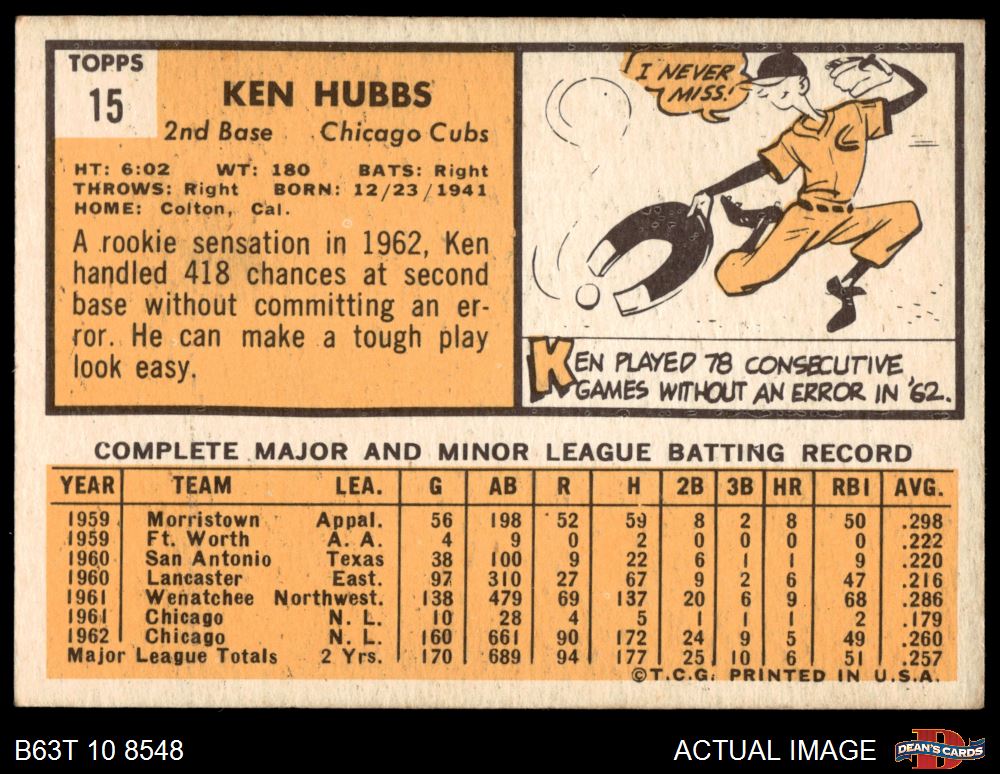 TOPPS
15
KEN HUBBS
2nd Base Chicago Cubs
HT: 6:02 WT: 180 BATS: Right
THROWS: Right BORN: 12/23/1941
HOME: Colton, Cal.
A rookie sensation in 1962, Ken
handled 418 chances at second
base without committing an er-
ror. He can make a tough play
look easy.
I NEVER
MISS!
C
KEN PLAYED 78 CONSECUTIVE
GAMES WITHOUT AN ERROR IN '62.
COMPLETE MAJOR AND MINOR LEAGUE BATTING RECORD
YEAR TEAM LEA. G AB R H 2B 3B HR RBI AVG.
1959 Morristown Appal. 56 198 52 59 8 2 8 50 .298
1959 Ft. Worth A. A. 4 9 0 2 0 0 0 0 .222
1960 San Antonio Texas 38 100 9 22 6 1 1 9 .220
1960 Lancaster East. 97 310 27 67 9 2 6 47 .216
1961 Wenatchee Northwest. 138 479 69 137 20 6 9 68 .286
1961 Chicago N. L. 10 28 4 5 1 1 1 2 .179
1962 Chicago N. L. 160 661 90 172 24 9 5 49 .260
Major League Totals 2 Yrs. 170 689 94 177 25 10 6 51 .257
©T.C.G. PRINTED IN U.S.A.
B63T 10 8548
ACTUAL IMAGE
D
DEAN'S CARDS